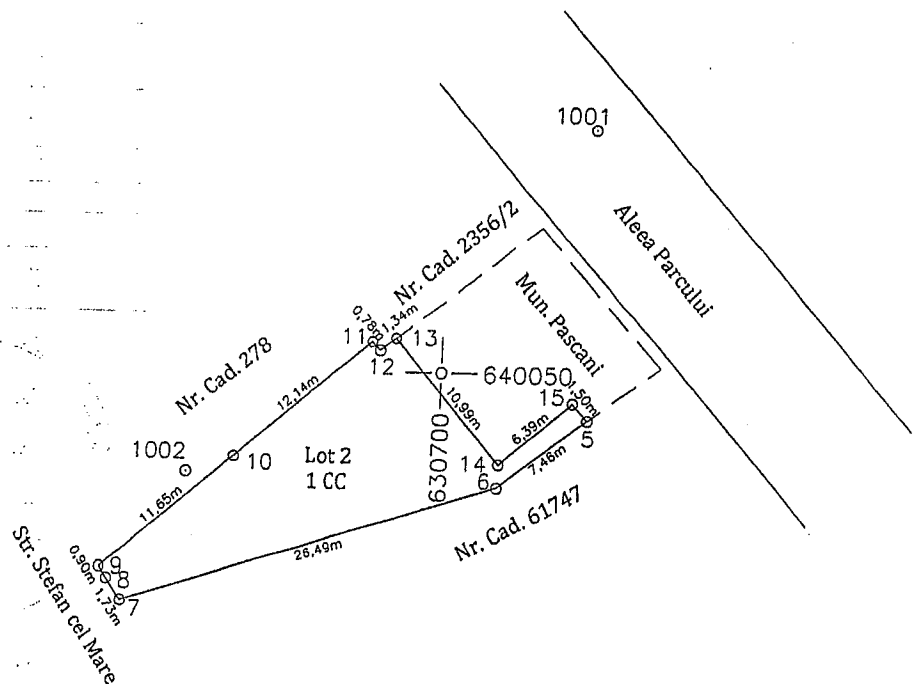 1001
Aleea Parcului
Nr. Cad. 2356/2
Mun. Pascani
0,78m
1,34m
11
13
12
Nr. Cad. 278
12,14m
640050
10,99m
15
1,50m
630700
6,39m
5
1002
10
Lot 2
1 CC
14
6
7,46m
11,65m
Nr. Cad. 61747
26,49m
0,90m
9
8
1,73m
7
Str. Stefan cel Mare